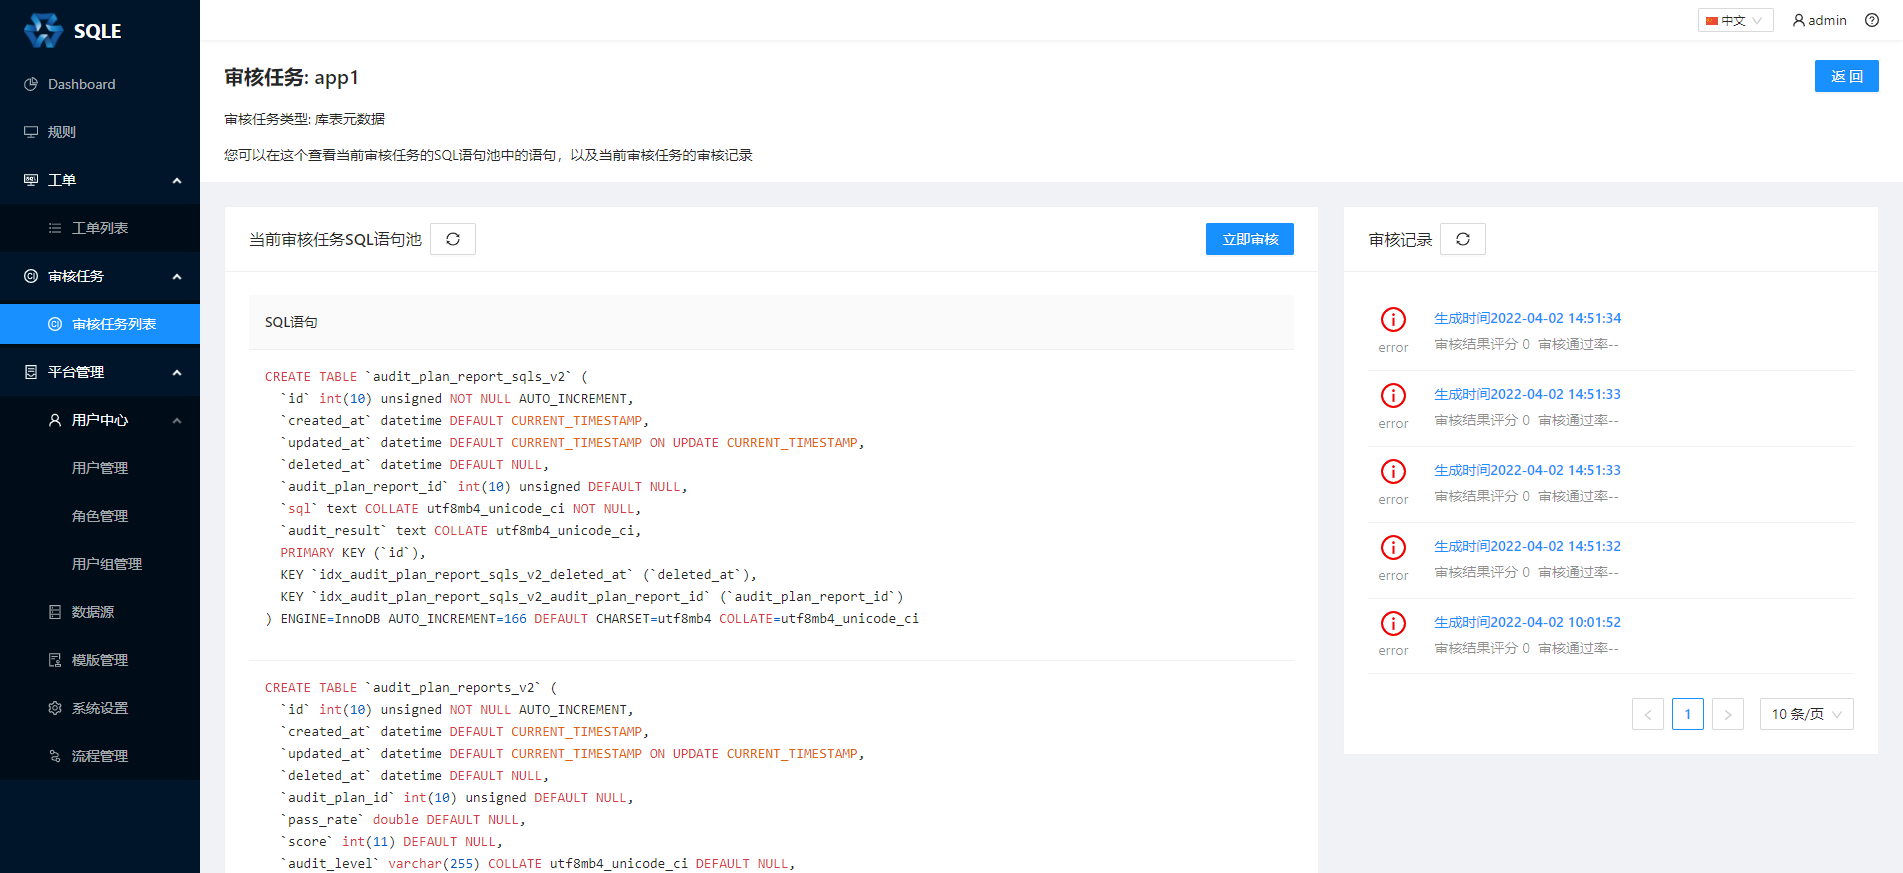 SQLE
Dashboard
规则
工单
工单列表
审核任务
审核任务列表
平台管理
用户中心
用户管理
角色管理
用户组管理
数据源
模版管理
系统设置
流程管理
中文
admin
审核任务: app1
返 回
审核任务类型: 库表元数据
您可以在这个查看当前审核任务的SQL语句池中的语句，以及当前审核任务的审核记录
当前审核任务SQL语句池
立即审核
SQL语句
CREATE TABLE `audit_plan_report_sqls_v2` (
`id` int(10) unsigned NOT NULL AUTO_INCREMENT,
`created_at` datetime DEFAULT CURRENT_TIMESTAMP,
`updated_at` datetime DEFAULT CURRENT_TIMESTAMP ON UPDATE CURRENT_TIMESTAMP,
`deleted_at` datetime DEFAULT NULL,
`audit_plan_report_id` int(10) unsigned DEFAULT NULL,
`sql` text COLLATE utf8mb4_unicode_ci NOT NULL,
`audit_result` text COLLATE utf8mb4_unicode_ci,
PRIMARY KEY (`id`),
KEY `idx_audit_plan_report_sqls_v2_deleted_at` (`deleted_at`),
KEY `idx_audit_plan_report_sqls_v2_audit_plan_report_id` (`audit_plan_report_id`)
) ENGINE=InnoDB AUTO_INCREMENT=166 DEFAULT CHARSET=utf8mb4 COLLATE=utf8mb4_unicode_ci
CREATE TABLE `audit_plan_reports_v2` (
`id` int(10) unsigned NOT NULL AUTO_INCREMENT,
`created_at` datetime DEFAULT CURRENT_TIMESTAMP,
`updated_at` datetime DEFAULT CURRENT_TIMESTAMP ON UPDATE CURRENT_TIMESTAMP,
`deleted_at` datetime DEFAULT NULL,
`audit_plan_id` int(10) unsigned DEFAULT NULL,
`pass_rate` double DEFAULT NULL,
`score` int(11) DEFAULT NULL,
`audit_level` varchar(255) COLLATE utf8mb4_unicode_ci DEFAULT NULL,
审核记录
生成时间2022-04-02 14:51:34
error
审核结果评分 0 审核通过率--
生成时间2022-04-02 14:51:33
error
审核结果评分 0 审核通过率--
生成时间2022-04-02 14:51:33
error
审核结果评分 0 审核通过率--
生成时间2022-04-02 14:51:32
error
审核结果评分 0 审核通过率--
生成时间2022-04-02 10:01:52
error
审核结果评分 0 审核通过率--
< 1 > 10 条/页